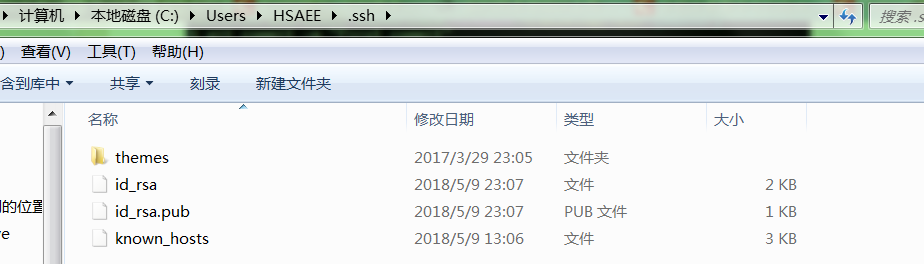 计算机 本地磁盘 (C:) Users HSAEE .ssh 搜索 .s
) 查看(V) 工具(T) 帮助(H)
含到库中 共享 刻录 新建文件夹
名称 修改日期 类型 大小
themes 2017/3/29 23:05 文件夹
id_rsa 2018/5/9 23:07 文件 2 KB
的位置 id_rsa.pub 2018/5/9 23:07 PUB 文件 1 KB
ve known_hosts 2018/5/9 13:06 文件 3 KB